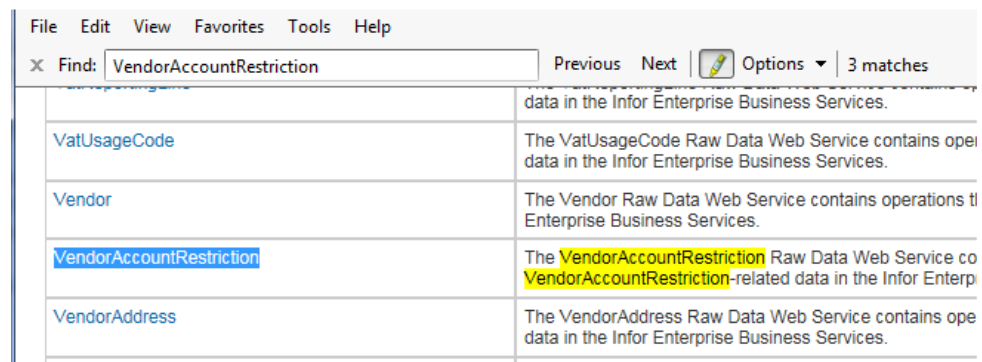 File Edit View Favorites Tools Help
x Find: VendorAccountRestriction Previous Next Options 3 matches
data in the Infor Enterprise Business Services.
VatUsageCode The VatUsageCode Raw Data Web Service contains oper
data in the Infor Enterprise Business Services.
Vendor The Vendor Raw Data Web Service contains operations t
Enterprise Business Services.
VendorAccountRestriction The VendorAccountRestriction Raw Data Web Service co
VendorAccountRestriction-related data in the Infor Enterp
VendorAddress The VendorAddress Raw Data Web Service contains ope
data in the Infor Enterprise Business Services.